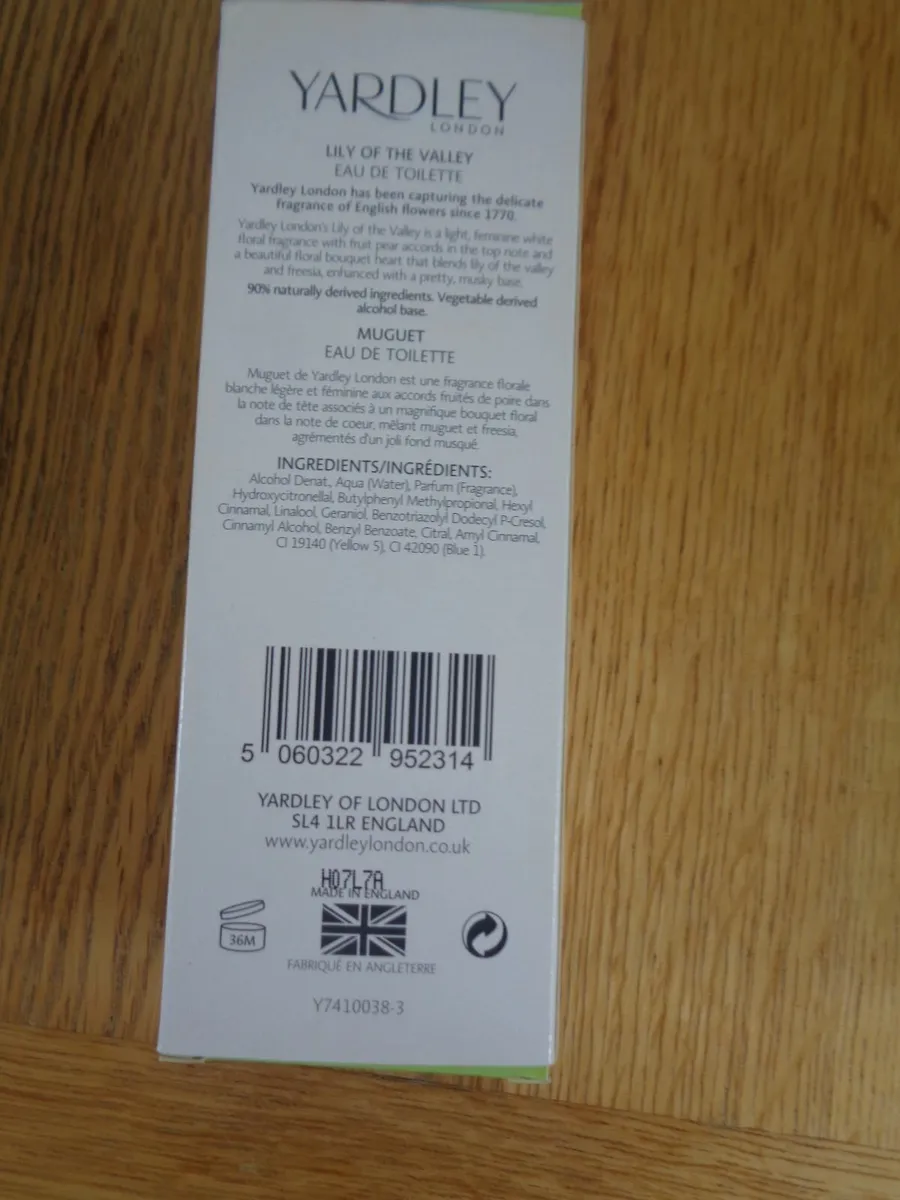 YARDLEY
LONDON
LILY OF THE VALLEY
EAU DE TOILETTE
Yardley London has been capturing the delicate
fragrance of English flowers since 1770.
Yardley London's Lily of the Valley is a light, feminine white
floral fragrance with fruit pear accords in the top note and
a beautiful floral bouquet heart that blends lily of the valley
and freesia, enhanced with a pretty, musky base.
90% naturally derived ingredients. Vegetable derived
alcohol base.
MUGUET
EAU DE TOILETTE
Muguet de Yardley London est une fragrance florale
blanche légère et féminine aux accords fruités de poire dans
la note de tête associés à un magnifique bouquet floral
dans la note de coeur, mêlant muguet et freesia,
agrémentés d'un joli fond musqué.
INGREDIENTS/INGRÉDIENTS:
Alcohol Denat., Aqua (Water), Parfum (Fragrance),
Hydroxycitronellal, Butylphenyl Methylpropional, Hexyl
Cinnamal, Linalool, Geraniol, Benzotriazolyl Dodecyl P-Cresol,
Cinnamyl Alcohol, Benzyl Benzoate, Citral, Amyl Cinnamal,
CI 19140 (Yellow 5), CI 42090 (Blue 1).
5 060322 952314
YARDLEY OF LONDON LTD
SL4 1LR ENGLAND
www.yardleylondon.co.uk
H07L7A
MADE IN ENGLAND
36M
FABRIQUÉ EN ANGLETERRE
Y7410038-3